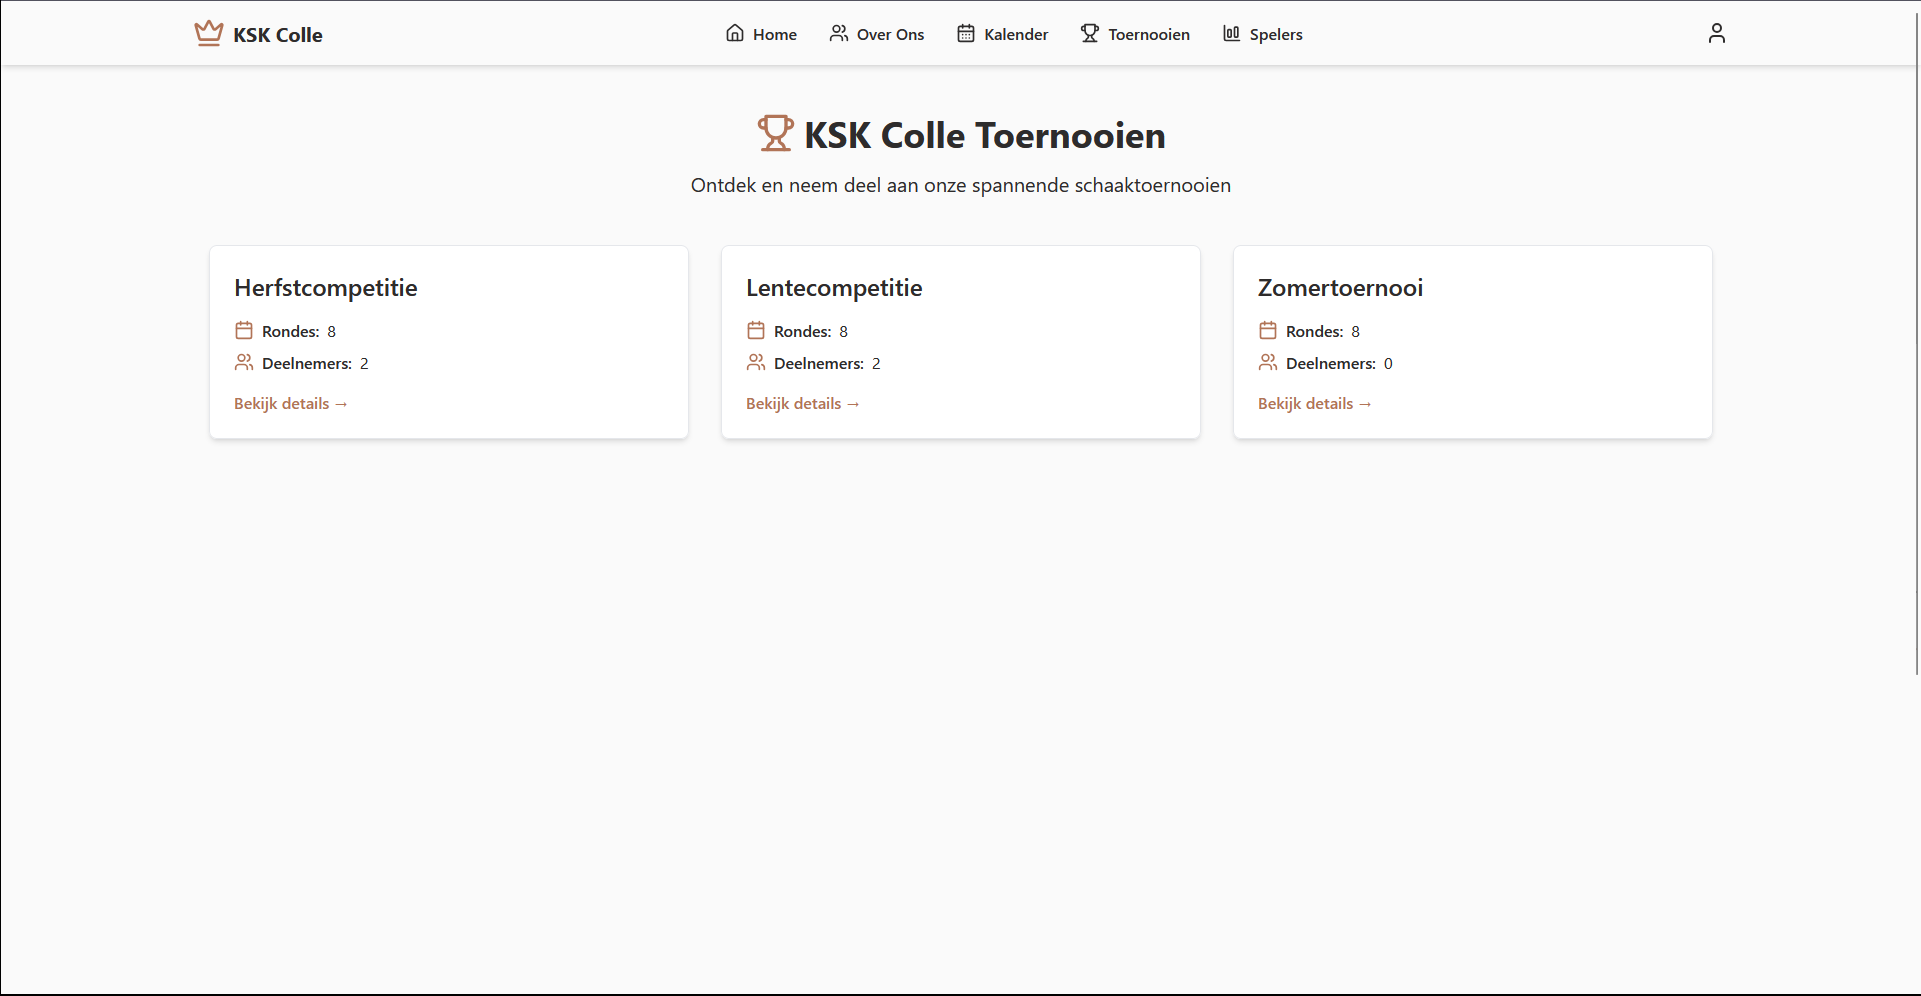 KSK Colle
Home
Over Ons
Kalender
Toernooien
Spelers
KSK Colle Toernooien
Ontdek en neem deel aan onze spannende schaaktoernooien
Herfstcompetitie
Rondes: 8
Deelnemers: 2
Bekijk details →
Lentecompetitie
Rondes: 8
Deelnemers: 2
Bekijk details →
Zomertoernooi
Rondes: 8
Deelnemers: 0
Bekijk details →